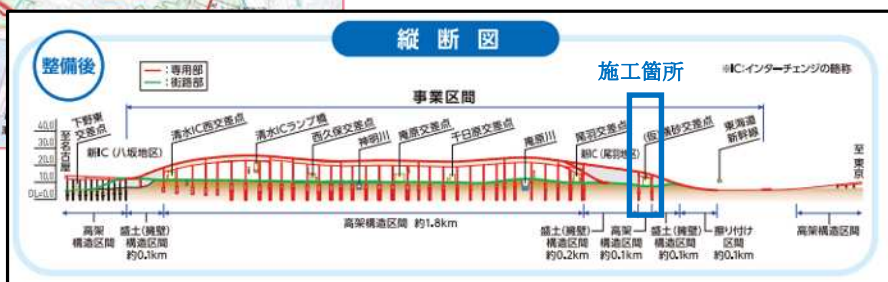 縦断図
整備後
━:専用部
━:街路部
施工箇所
※IC:インターチェンジの略称
事業区間
40.0
30.0
20.0
10.0
DL=0.0
至名古屋
下野東交差点
新IC(八坂地区)
清水IC西交差点
清水ICランプ橋
西久保交差点
神明川
庵原交差点
千日原交差点
庵原川
尾羽交差点
新IC(尾羽地区)
(仮)横砂交差点
東海道新幹線
至東京
高架構造区間
盛土(擁壁)構造区間約0.1km
高架構造区間 約1.8km
盛土(擁壁)構造区間約0.2km
高架構造区間約0.1km
盛土(擁壁)構造区間約0.1km
擦り付け区間約0.1km
高架構造区間